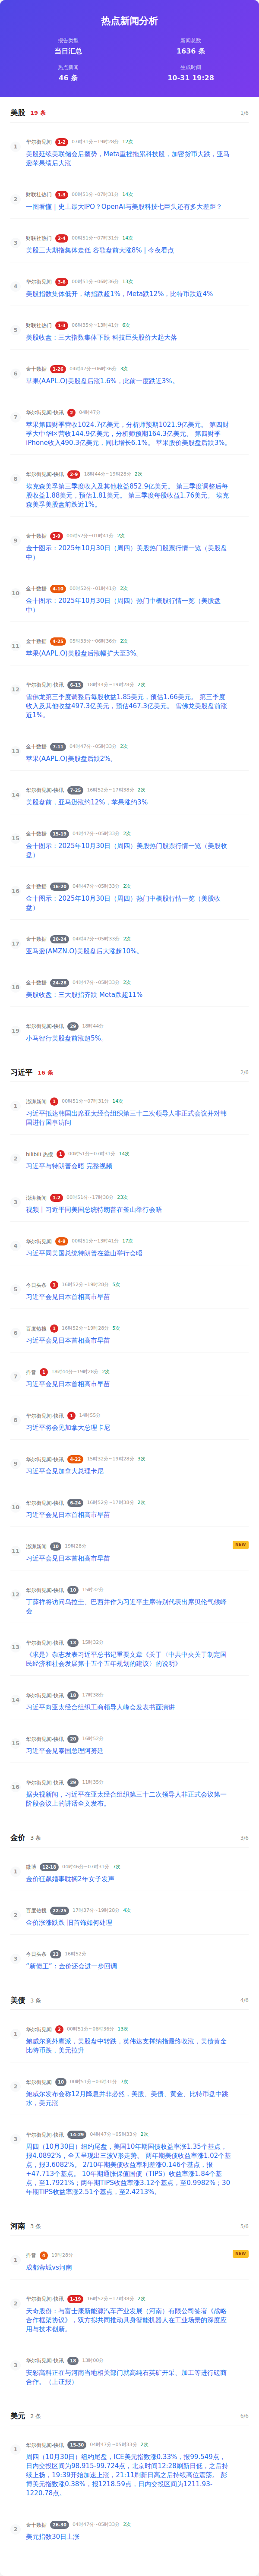 热点新闻分析
报告类型
新闻总数
当日汇总
1636 条
热点新闻
生成时间
46 条
10-31 19:28
美股 19 条 1/6
1
华尔街见闻 1-2 07时31分~19时28分 12次
美股延续美联储会后颓势，Meta重挫拖累科技股，加密货币大跌，亚马
逊苹果绩后大涨
2
财联社热门 1-3 00时51分~07时31分 14次
一图看懂 | 史上最大IPO？OpenAI与美股科技七巨头还有多大差距？
3
财联社热门 2-4 00时51分~07时31分 14次
美股三大期指集体走低 谷歌盘前大涨8% | 今夜看点
4
华尔街见闻 3-6 00时51分~06时36分 13次
美股指数集体低开，纳指跌超1%，Meta跌12%，比特币跌近4%
5
财联社热门 1-3 06时35分~13时41分 6次
美股收盘：三大指数集体下跌 科技巨头股价大起大落
6
金十数据 1-26 04时47分~06时36分 3次
苹果(AAPL.O)美股盘后涨1.6%，此前一度跌近3%。
7
华尔街见闻-快讯 2 04时47分
苹果第四财季营收1024.7亿美元，分析师预期1021.9亿美元。 第四财
季大中华区营收144.9亿美元，分析师预期164.3亿美元。 第四财季
iPhone收入490.3亿美元，同比增长6.1%。 苹果股价美股盘后跌3%。
8
华尔街见闻-快讯 2-9 18时44分~19时28分 2次
埃克森美孚第三季度收入及其他收益852.9亿美元。 第三季度调整后每
股收益1.88美元，预估1.81美元。 第三季度每股收益1.76美元。 埃克
森美孚美股盘前跌近1%。
9
金十数据 3-9 00时52分~01时41分 2次
金十图示：2025年10月30日（周四）美股热门股票行情一览（美股盘
中）
10
金十数据 4-10 00时52分~01时41分 2次
金十图示：2025年10月30日（周四）热门中概股行情一览（美股盘
中）
11
金十数据 4-25 05时33分~06时36分 2次
苹果(AAPL.O)美股盘后涨幅扩大至3%。
12
华尔街见闻-快讯 6-13 18时44分~19时28分 2次
雪佛龙第三季度调整后每股收益1.85美元，预估1.66美元。 第三季度
收入及其他收益497.3亿美元，预估467.3亿美元。 雪佛龙美股盘前涨
近1%。
13
金十数据 7-11 04时47分~05时33分 2次
苹果(AAPL.O)美股盘后跌2%。
14
华尔街见闻-快讯 7-25 16时52分~17时38分 2次
美股盘前，亚马逊涨约12%，苹果涨约3%
15
金十数据 15-19 04时47分~05时33分 2次
金十图示：2025年10月30日（周四）美股热门股票行情一览（美股收
盘）
16
金十数据 16-20 04时47分~05时33分 2次
金十图示：2025年10月30日（周四）热门中概股行情一览（美股收
盘）
17
金十数据 20-24 04时47分~05时33分 2次
亚马逊(AMZN.O)美股盘后大涨超10%。
18
金十数据 24-28 04时47分~05时33分 2次
美股收盘：三大股指齐跌 Meta跌超11%
19
华尔街见闻-快讯 29 18时44分
小马智行美股盘前涨超5%。
习近平 16 条 2/6
1
澎湃新闻 1 00时51分~07时31分 14次
习近平抵达韩国出席亚太经合组织第三十二次领导人非正式会议并对韩
国进行国事访问
2
bilibili 热搜 1 00时51分~07时31分 14次
习近平与特朗普会晤 完整视频
3
澎湃新闻 1-2 00时51分~17时38分 23次
视频丨习近平同美国总统特朗普在釜山举行会晤
4
华尔街见闻 4-9 00时51分~13时41分 17次
习近平同美国总统特朗普在釜山举行会晤
5
今日头条 1 16时52分~19时28分 5次
习近平会见日本首相高市早苗
6
百度热搜 1 16时52分~19时28分 5次
习近平会见日本首相高市早苗
7
抖音 1 18时44分~19时28分 2次
习近平会见日本首相高市早苗
8
华尔街见闻-快讯 1 14时55分
习近平将会见加拿大总理卡尼
9
华尔街见闻-快讯 4-22 15时32分~19时28分 3次
习近平会见加拿大总理卡尼
10
华尔街见闻-快讯 6-24 16时52分~17时38分 2次
习近平会见日本首相高市早苗
11
澎湃新闻 10 19时28分 NEW
习近平会见日本首相高市早苗
12
华尔街见闻-快讯 10 15时32分
丁薛祥将访问乌拉圭、巴西并作为习近平主席特别代表出席贝伦气候峰
会
13
华尔街见闻-快讯 13 15时32分
《求是》杂志发表习近平总书记重要文章《关于〈中共中央关于制定国
民经济和社会发展第十五个五年规划的建议〉的说明》
14
华尔街见闻-快讯 18 17时38分
习近平向亚太经合组织工商领导人峰会发表书面演讲
15
华尔街见闻-快讯 20 16时52分
习近平会见泰国总理阿努廷
16
华尔街见闻-快讯 29 11时35分
据央视新闻，习近平在亚太经合组织第三十二次领导人非正式会议第一
阶段会议上的讲话全文发布。
金价 3 条 3/6
1
微博 12-19 04时46分~07时31分 7次
金价狂飙婚事耽搁2年女子发声
2
百度热搜 22-25 17时37分~19时28分 4次
金价涨涨跌跌 旧首饰如何处理
3
今日头条 23 16时52分
“新债王”：金价还会进一步回调
美债 3 条 4/6
1
华尔街见闻 2 00时51分~06时36分 13次
鲍威尔意外鹰派，美股盘中转跌，英伟达支撑纳指最终收涨，美债黄金
比特币跌，美元拉升
2
华尔街见闻 10 00时51分~03时31分 7次
鲍威尔发布会称12月降息并非必然，美股、美债、黄金、比特币盘中跳
水，美元涨
3
华尔街见闻-快讯 14-29 04时47分~05时33分 2次
周四（10月30日）纽约尾盘，美国10年期国债收益率涨1.35个基点，
报4.0892%，全天呈现出三波V形走势。 两年期美债收益率涨1.02个基
点，报3.6082%。 2/10年期美债收益率利差涨0.146个基点，报
+47.713个基点。 10年期通胀保值国债（TIPS）收益率涨1.84个基
点，至1.7921%；两年期TIPS收益率涨3.12个基点，至0.9982%；30
年期TIPS收益率涨2.51个基点，至2.4213%。
河南 3 条 5/6
1
抖音 4 19时28分 NEW
成都蓉城vs河南
2
华尔街见闻-快讯 1-19 16时52分~17时38分 2次
天奇股份：与富士康新能源汽车产业发展（河南）有限公司签署《战略
合作框架协议》，双方拟共同推动具身智能机器人在工业场景的深度应
用与技术创新。
3
华尔街见闻-快讯 18 13时00分
安彩高科正在与河南当地相关部门就高纯石英矿开采、加工等进行磋商
合作。（上证报）
美元 2 条 6/6
1
华尔街见闻-快讯 15-30 04时47分~05时33分 2次
周四（10月30日）纽约尾盘，ICE美元指数涨0.33%，报99.549点，
日内交投区间为98.915-99.724点，北京时间12:28刷新日低，之后持
续上扬，19:39开始加速上涨，21:11刷新日高之后持续高位震荡。 彭
博美元指数涨0.38%，报1218.59点，日内交投区间为1211.93-
1220.78点。
2
金十数据 26-30 04时47分~05时33分 2次
美元指数30日上涨